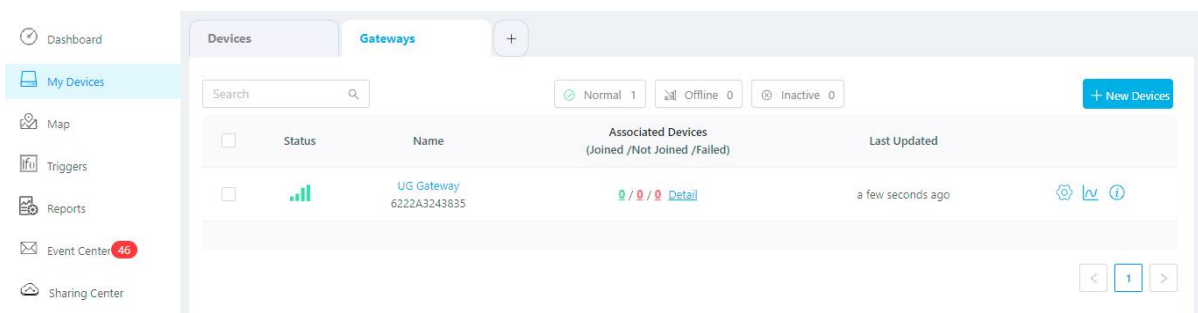 Dashboard
My Devices
Map
Triggers
Reports
Event Center 46
Sharing Center
Devices
Gateways
+
Search
Normal 1
Offline 0
Inactive 0
+ New Devices
Status
Name
Associated Devices
(Joined /Not Joined /Failed)
Last Updated
UG Gateway
6222A3243835
0 / 0 / 0 Detail
a few seconds ago
< 1 >